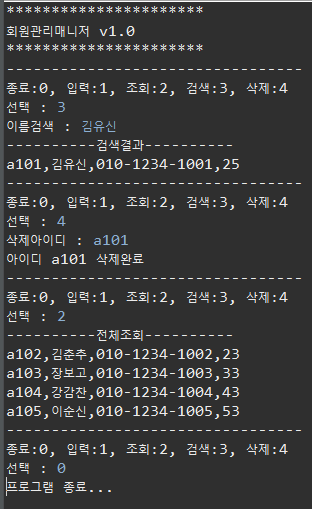 **********************
회원관리매니저 v1.0
**********************
---------------------------------
종료:0, 입력:1, 조회:2, 검색:3, 삭제:4
선택 : 3
이름검색 : 김유신
----------검색결과----------
a101,김유신,010-1234-1001,25
---------------------------------
종료:0, 입력:1, 조회:2, 검색:3, 삭제:4
선택 : 4
삭제아이디 : a101
아이디 a101 삭제완료
---------------------------------
종료:0, 입력:1, 조회:2, 검색:3, 삭제:4
선택 : 2
----------전체조회----------
a102,김춘추,010-1234-1002,23
a103,장보고,010-1234-1003,33
a104,강감찬,010-1234-1004,43
a105,이순신,010-1234-1005,53
---------------------------------
종료:0, 입력:1, 조회:2, 검색:3, 삭제:4
선택 : 0
프로그램 종료...